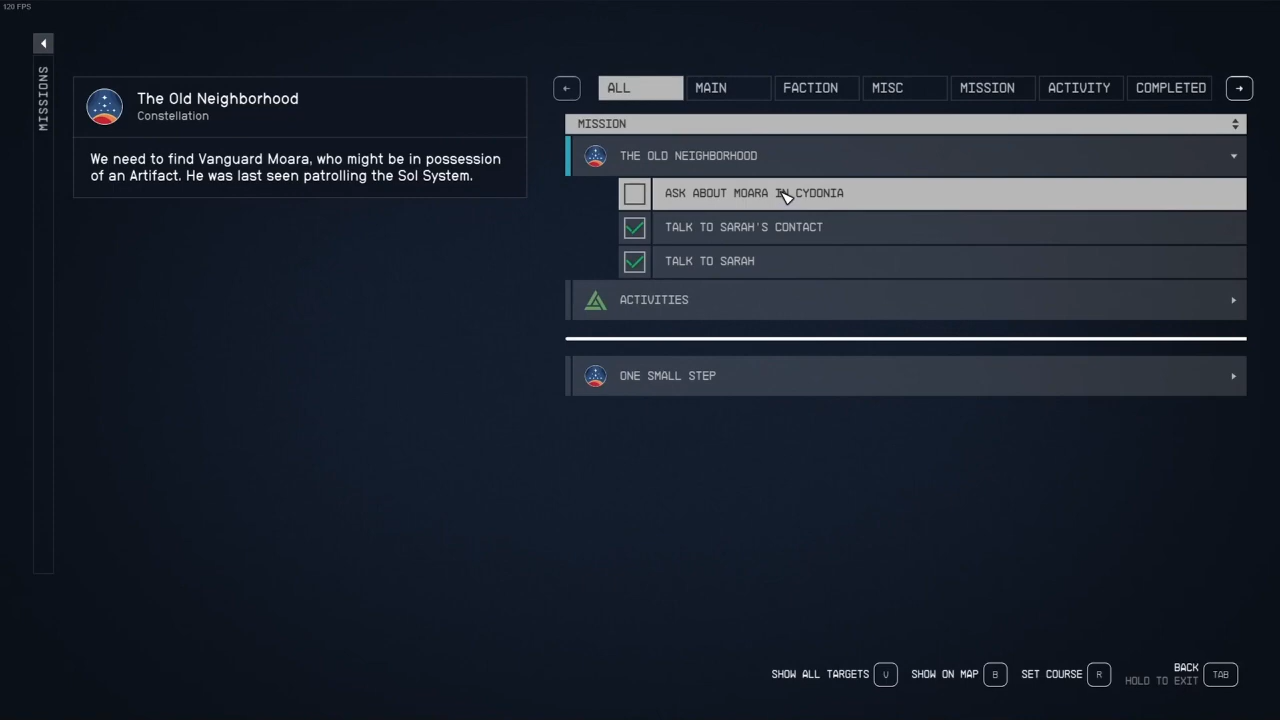 120 FPS
MISSIONS
The Old Neighborhood
Constellation
We need to find Vanguard Moara, who might be in possession
of an Artifact. He was last seen patrolling the Sol System.
ALL
MAIN
FACTION
MISC
MISSION
ACTIVITY
COMPLETED
MISSION
THE OLD NEIGHBORHOOD
ASK ABOUT MOARA IN CYDONIA
TALK TO SARAH'S CONTACT
TALK TO SARAH
ACTIVITIES
ONE SMALL STEP
SHOW ALL TARGETS U
SHOW ON MAP B
SET COURSE R
BACK
HOLD TO EXIT
TAB